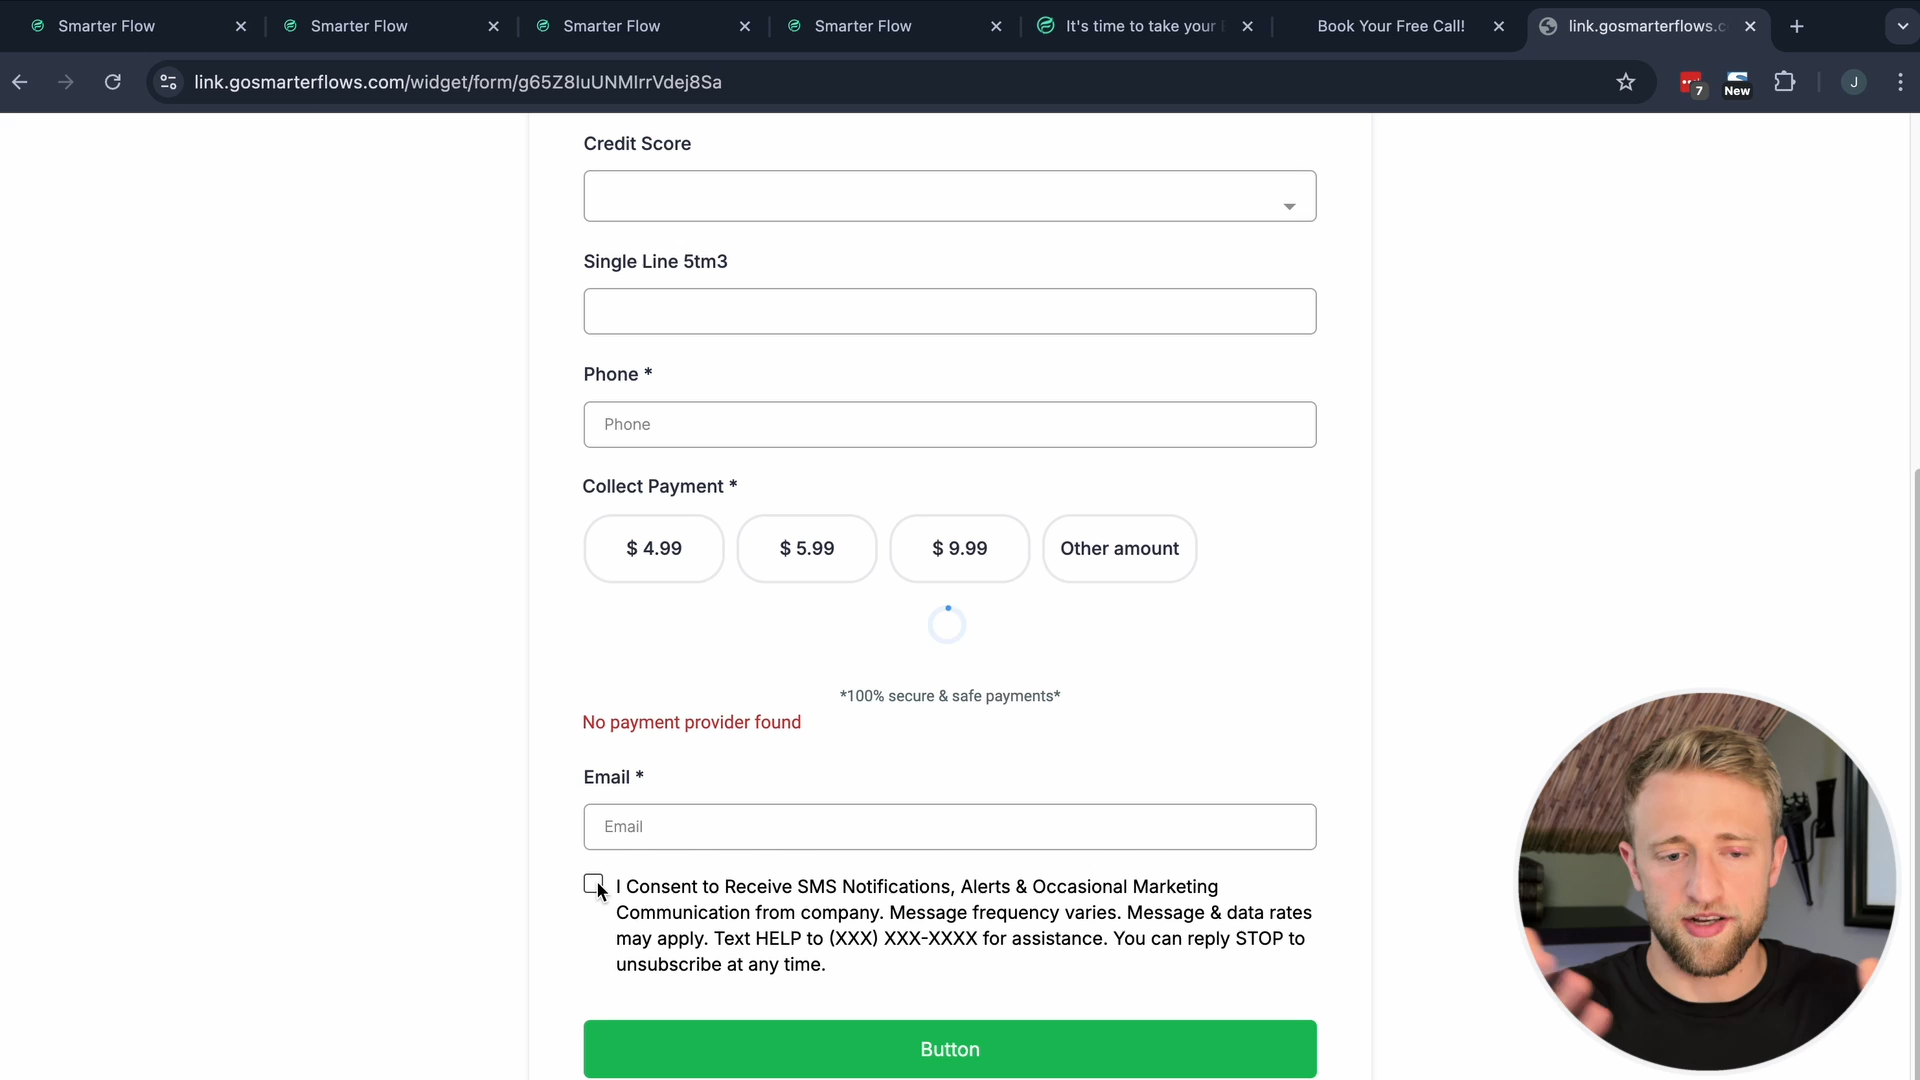 Smarter Flow
Smarter Flow
Smarter Flow
Smarter Flow
It's time to take your
Book Your Free Call!
link.gosmarterflows.c
link.gosmarterflows.com/widget/form/g65Z8IuUNMIrrVdej8Sa
7
New
J
Credit Score
Single Line 5tm3
Phone *
Phone
Collect Payment *
$ 4.99
$ 5.99
$ 9.99
Other amount
*100% secure & safe payments*
No payment provider found
Email *
Email
I Consent to Receive SMS Notifications, Alerts & Occasional Marketing
Communication from company. Message frequency varies. Message & data rates
may apply. Text HELP to (XXX) XXX-XXXX for assistance. You can reply STOP to
unsubscribe at any time.
Button